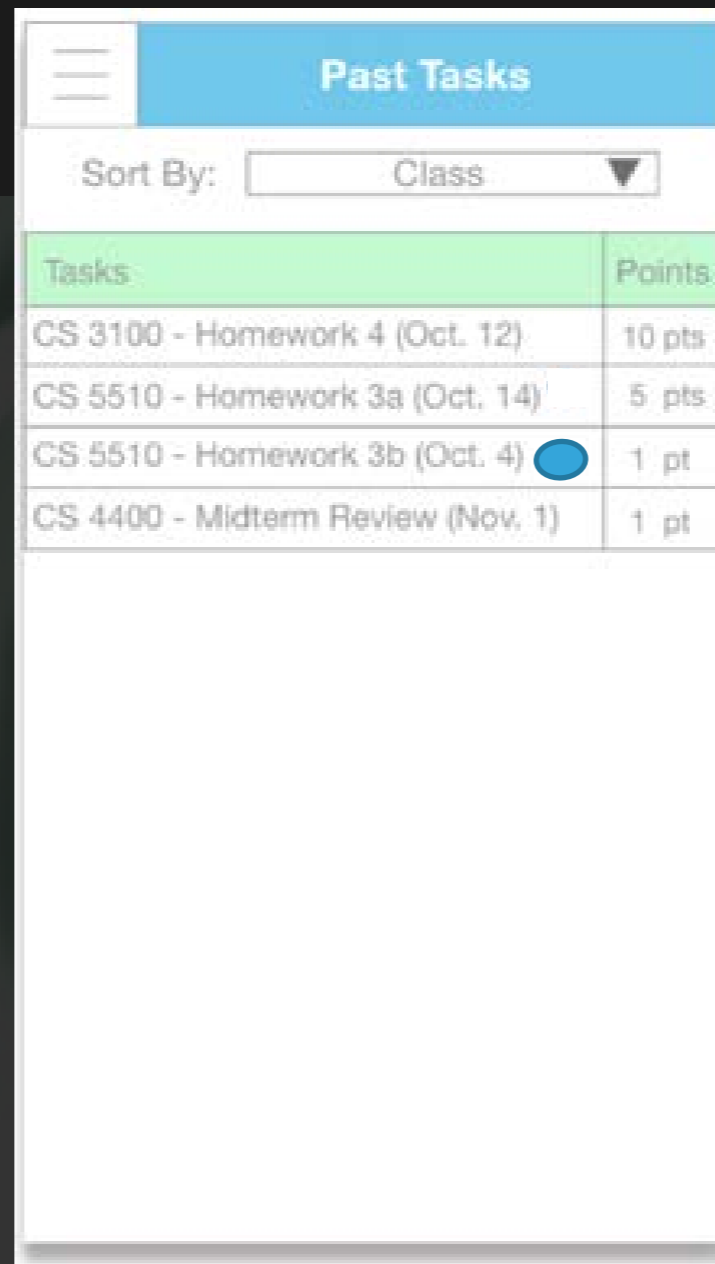 Past Tasks
Sort By: Class
Tasks Points
CS 3100 - Homework 4 (Oct. 12) 10 pts
CS 5510 - Homework 3a (Oct. 14) 5 pts
CS 5510 - Homework 3b (Oct. 4) 1 pt
CS 4400 - Midterm Review (Nov. 1) 1 pt